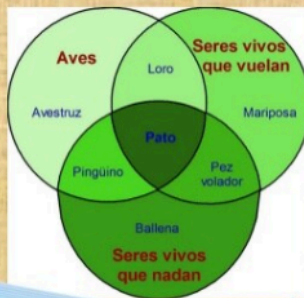 Aves
Seres vivos
que vuelan
Loro
Avestruz
Mariposa
Pato
Pingüino
Pez
volador
Ballena
Seres vivos
que nadan